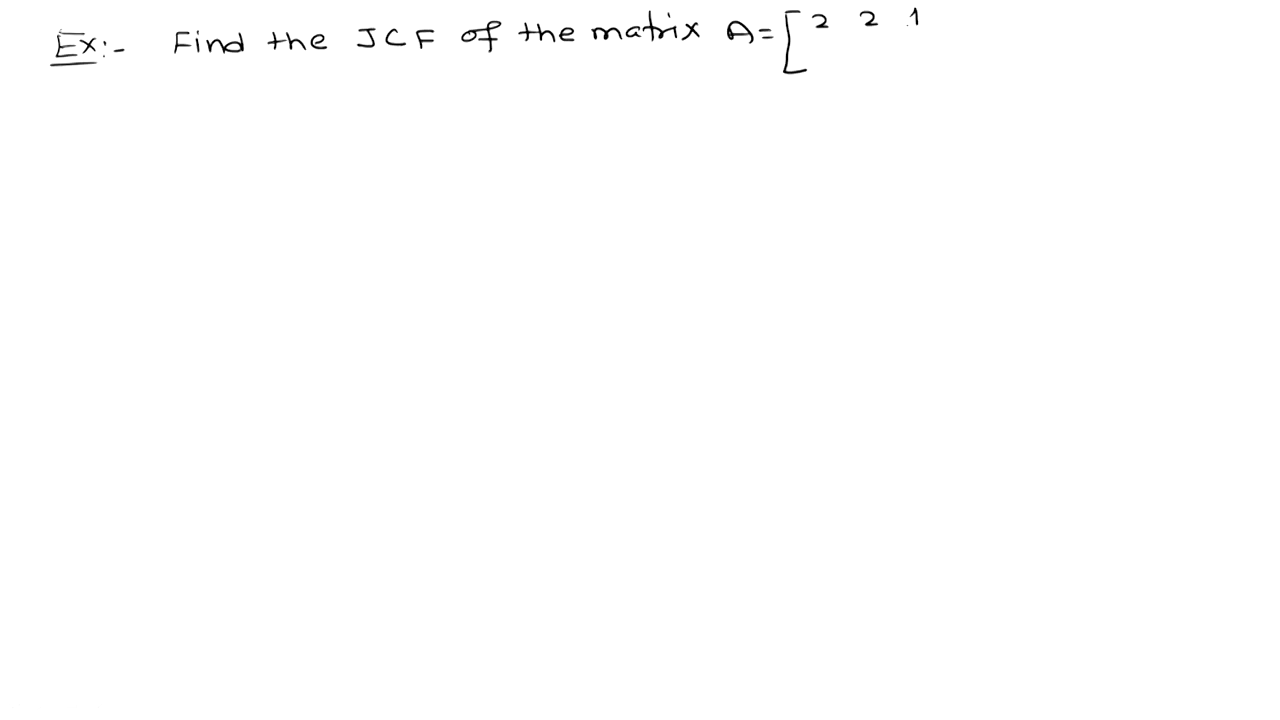 Ex:- Find the JCF of the matrix A=[ 2 2 1